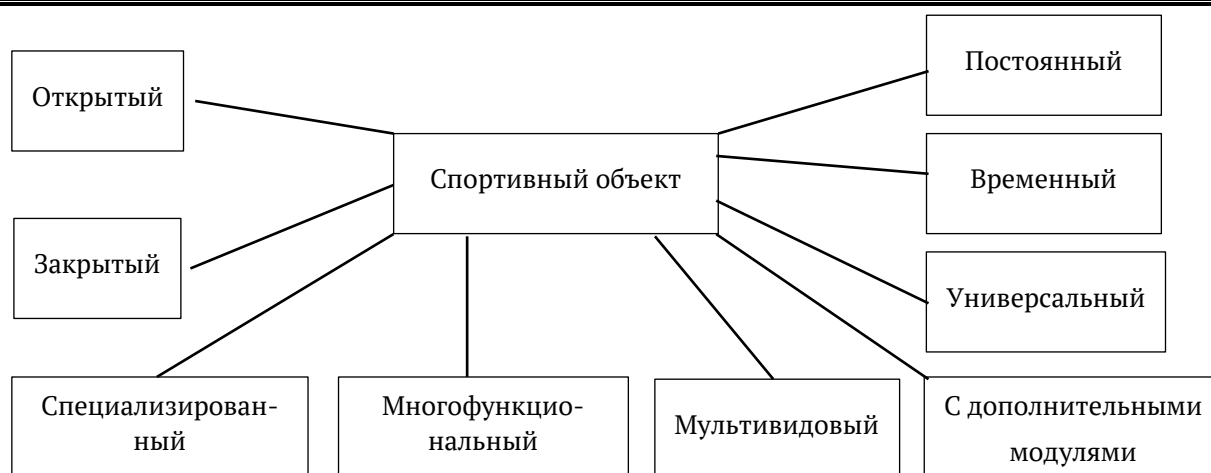 Открытый
Постоянный
Спортивный объект
Временный
Закрытый
Универсальный
Специализирован-
ный
Многофункцио-
нальный
Мультивидовый
С дополнительными
модулями